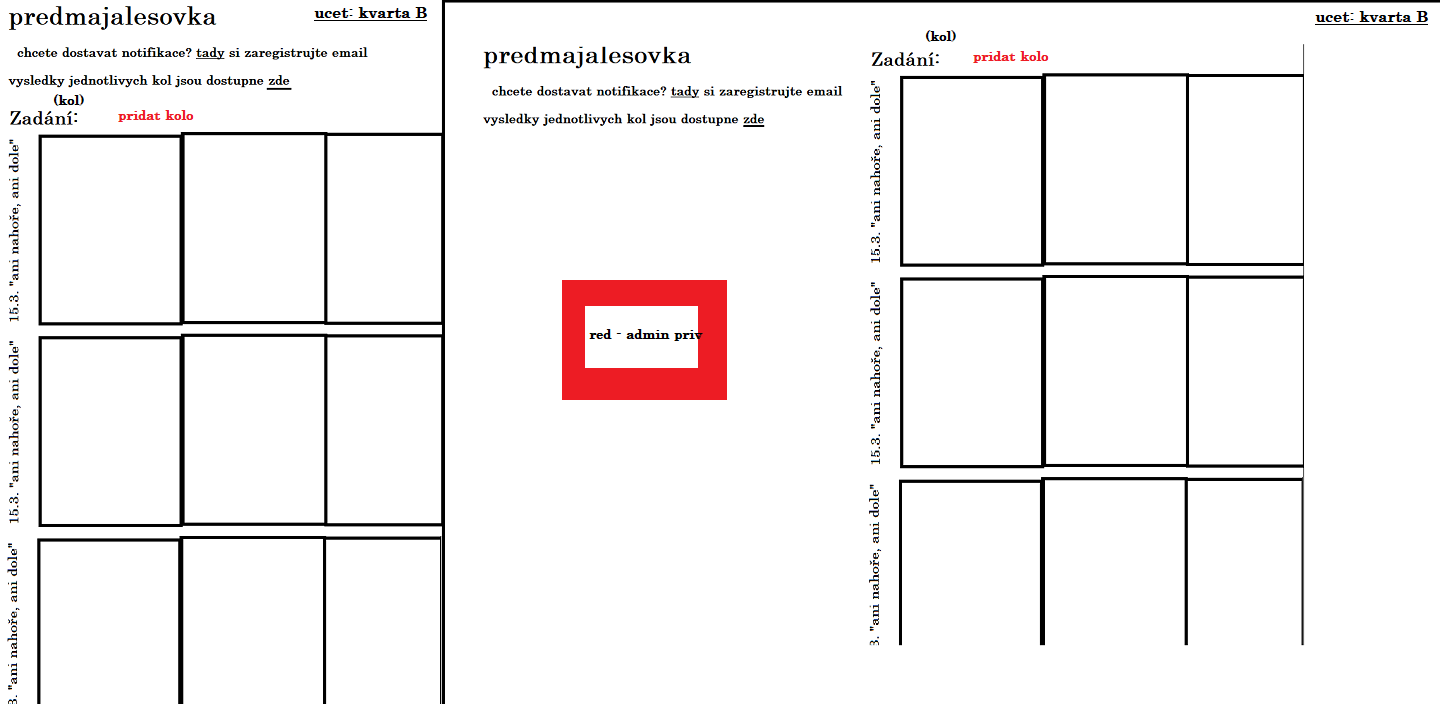 predmajalesovka
ucet: kvarta B
chcete dostavat notifikace? tady si zaregistrujte email
vysledky jednotlivych kol jsou dostupne zde
(kol)
Zadání:
pridat kolo
15.3. "ani nahoře, ani dole"
15.3. "ani nahoře, ani dole"
3. "ani nahoře, ani dole"
predmajalesovka
chcete dostavat notifikace? tady si zaregistrujte email
vysledky jednotlivych kol jsou dostupne zde
red - admin priv
ucet: kvarta B
(kol)
Zadání:
pridat kolo
15.3. "ani nahoře, ani dole"
15.3. "ani nahoře, ani dole"
3. "ani nahoře, ani dole"